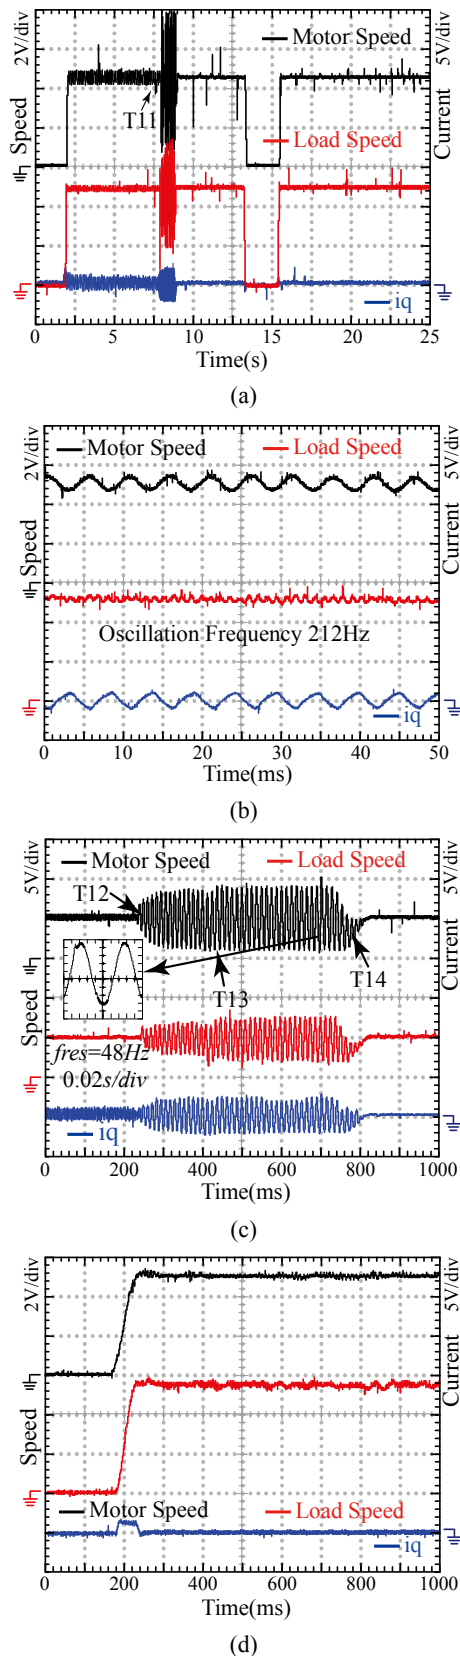 2V/div
5V/div
Motor Speed
T11
Load Speed
Speed
Current
iq
0 5 10 15 20 25
Time(s)
(a)
2V/div
5V/div
Motor Speed Load Speed
Speed
Current
Oscillation Frequency 212Hz
iq
0 10 20 30 40 50
Time(ms)
(b)
5V/div
Motor Speed Load Speed
T12
T13
T14
Speed
Current
fres=48Hz
0.02s/div
iq
0 200 400 600 800 1000
Time(ms)
(c)
2V/div
5V/div
Speed
Current
Motor Speed Load Speed
iq
0 200 400 600 800 1000
Time(ms)
(d)